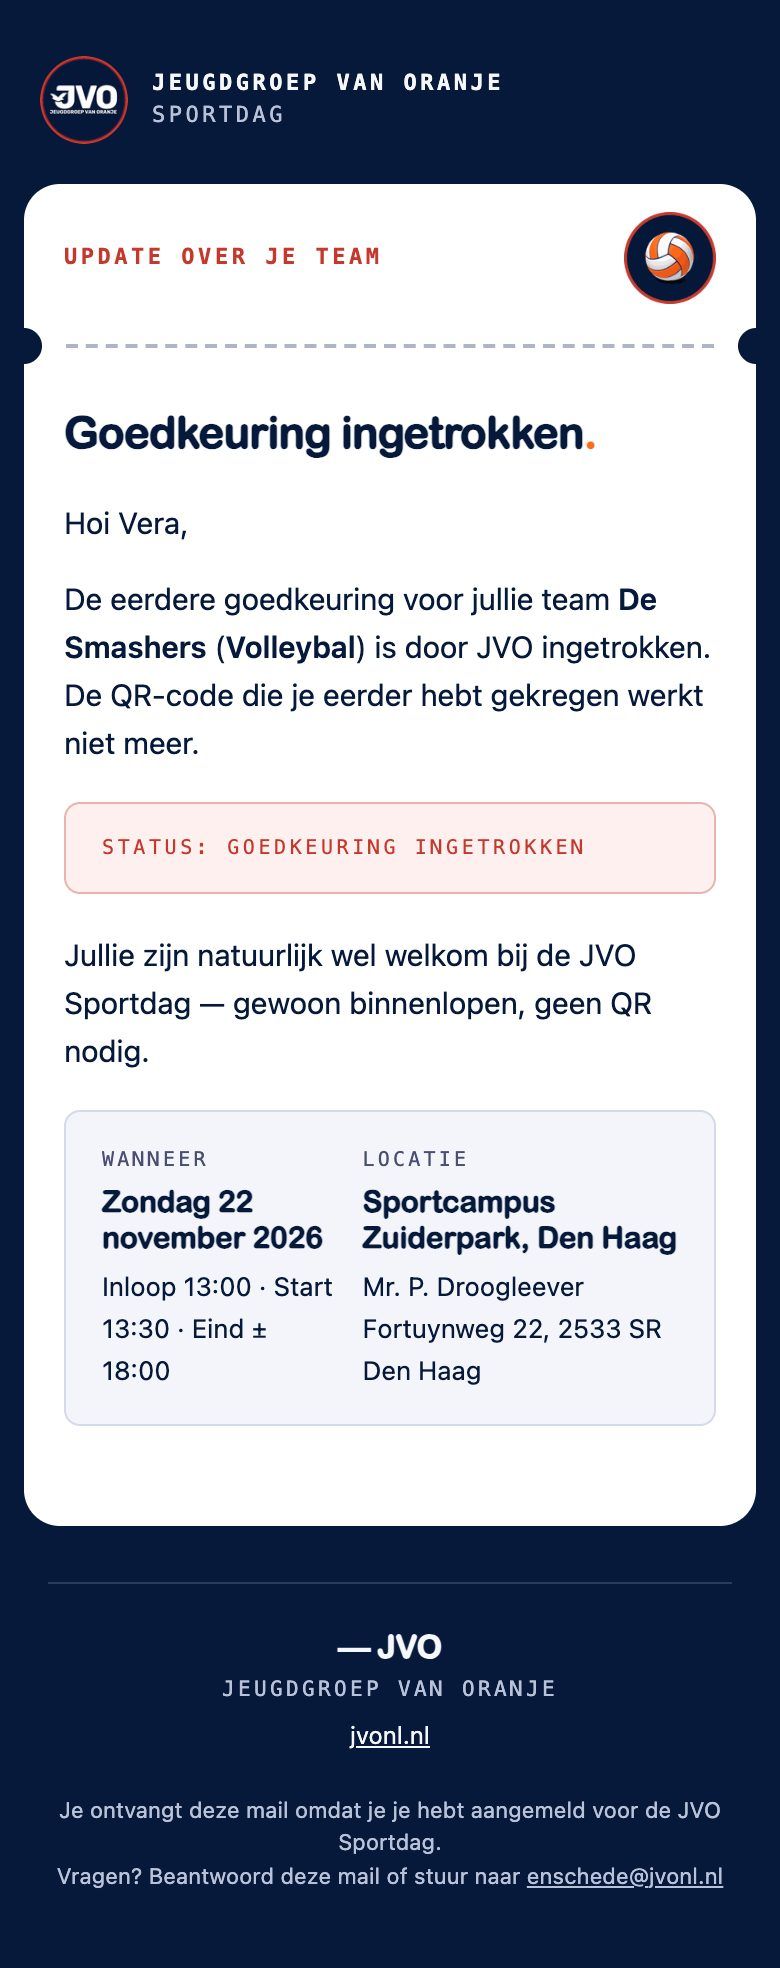 JVO
JEUGDGROEP VAN ORANJE
JEUGDGROEP VAN ORANJE
SPORTDAG
UPDATE OVER JE TEAM
Goedkeuring ingetrokken.
Hoi Vera,
De eerdere goedkeuring voor jullie team De
Smashers (Volleybal) is door JVO ingetrokken.
De QR-code die je eerder hebt gekregen werkt
niet meer.
STATUS: GOEDKEURING INGETROKKEN
Jullie zijn natuurlijk wel welkom bij de JVO
Sportdag — gewoon binnenlopen, geen QR
nodig.
WANNEER
Zondag 22
november 2026
Inloop 13:00 · Start
13:30 · Eind ±
18:00
LOCATIE
Sportcampus
Zuiderpark, Den Haag
Mr. P. Droogleever
Fortuynweg 22, 2533 SR
Den Haag
— JVO
JEUGDGROEP VAN ORANJE
jvonl.nl
Je ontvangt deze mail omdat je je hebt aangemeld voor de JVO
Sportdag.
Vragen? Beantwoord deze mail of stuur naar enschede@jvonl.nl